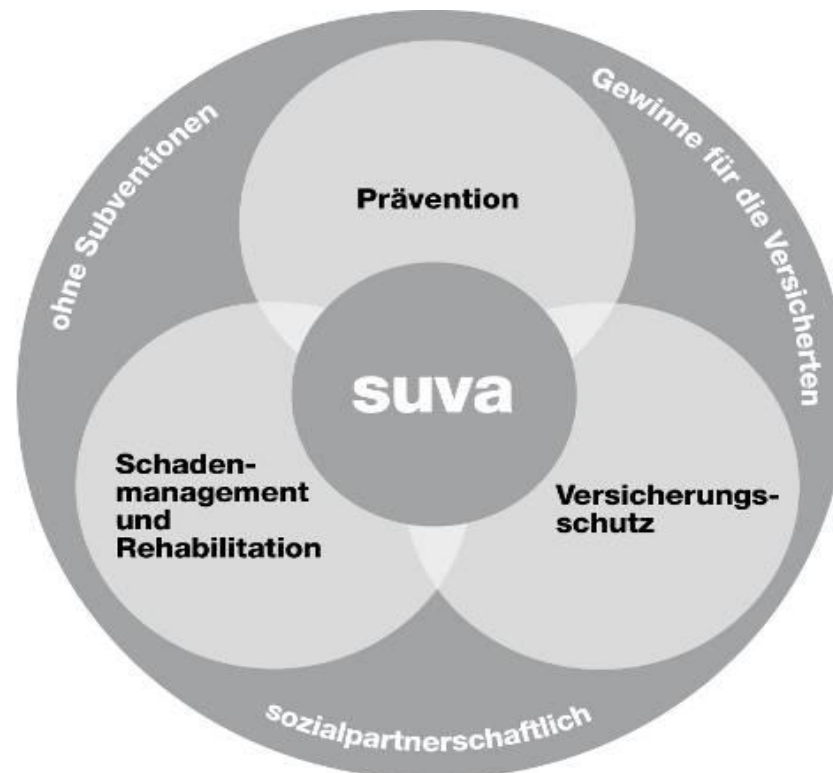 ohne Subventionen
Gewinne für die Versicherten
Prävention
suva
Schaden-
management
und
Rehabilitation
Versicherungs-
schutz
sozialpartnerschaftlich